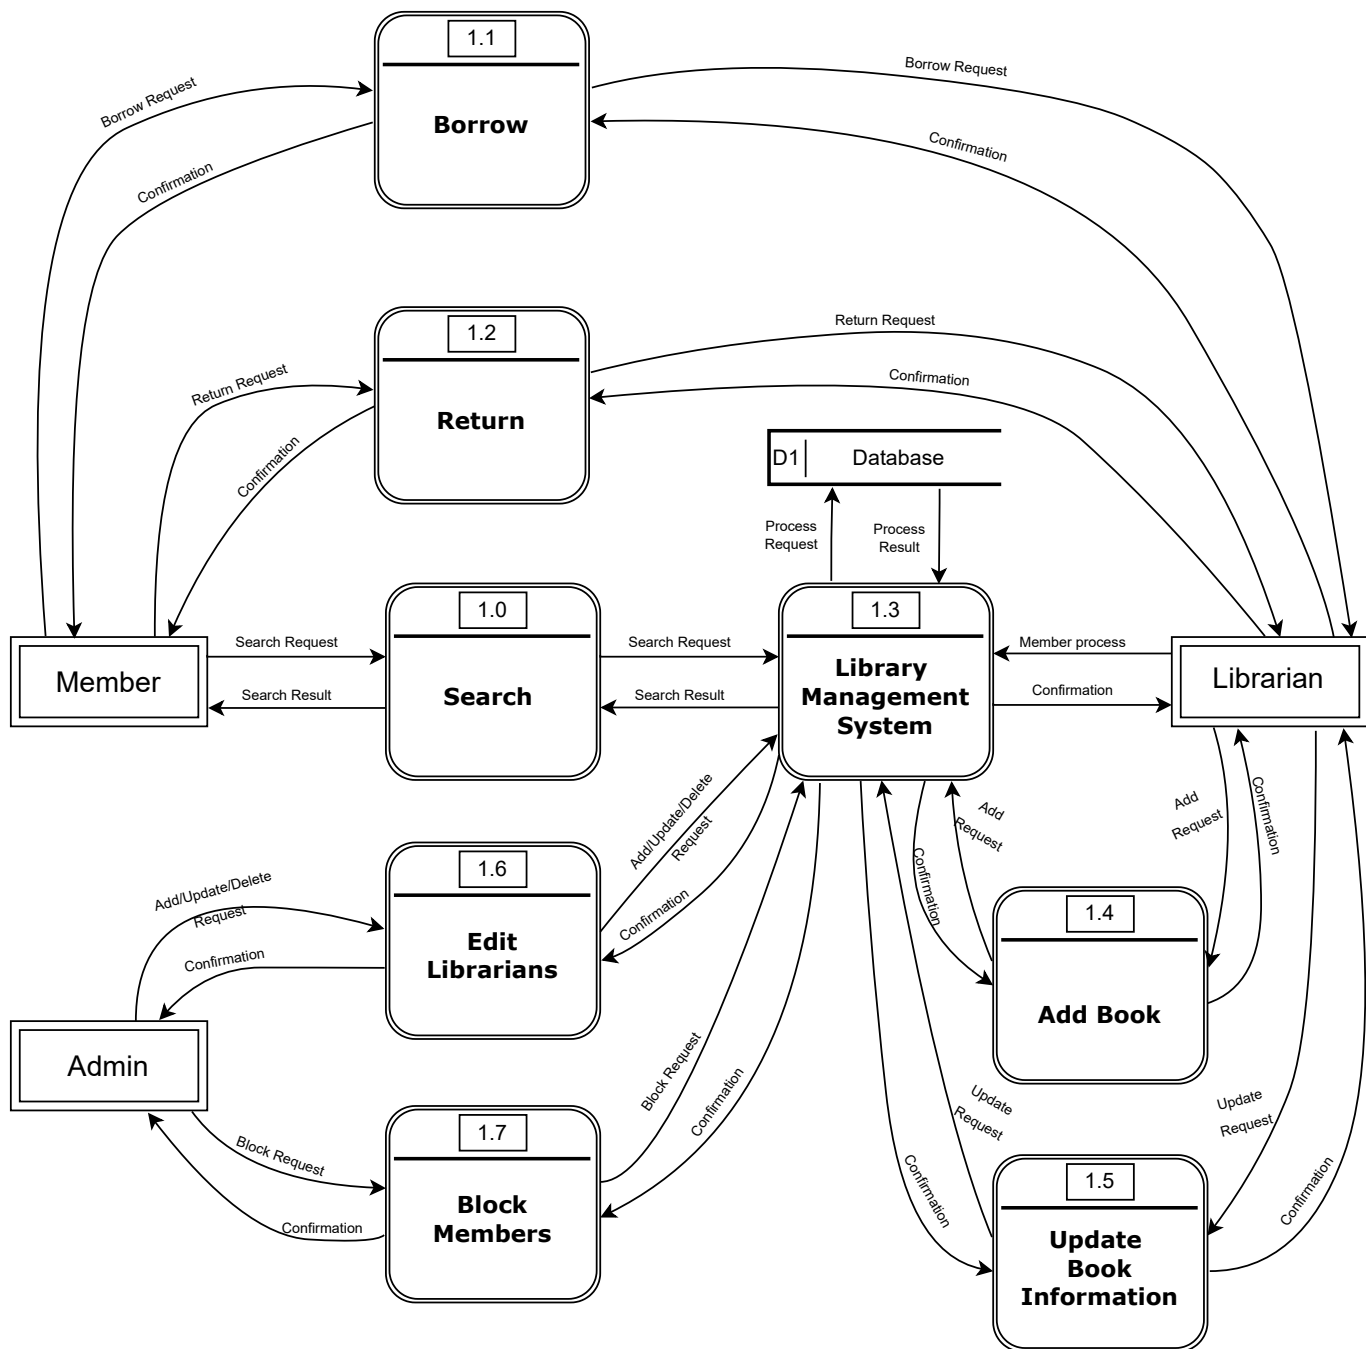 1.1
Borrow
Borrow Request
Confirmation
Borrow Request
Confirmation
1.2
Return
Return Request
Confirmation
Return Request
Confirmation
D1 Database
Process
Request
Process
Result
1.0
Search
1.3
Library
Management
System
Member
Search Request
Search Result
Search Request
Search Result
Member process
Confirmation
Librarian
Add/Update/Delete
Request
Confirmation
1.6
Edit
Librarians
Add/Update/Delete
Request
Confirmation
Add
Request
Confirmation
Add
Request
Confirmation
1.4
Add Book
Admin
Block Request
Confirmation
1.7
Block
Members
Block Request
Confirmation
Update
Request
Confirmation
Update
Request
Confirmation
1.5
Update
Book
Information